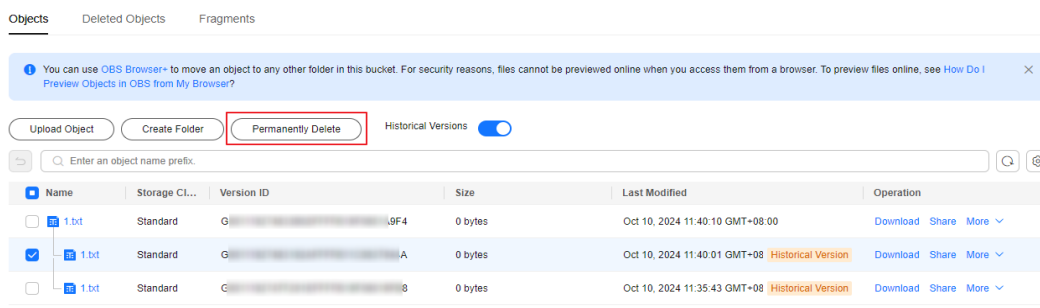 Objects Deleted Objects Fragments
You can use OBS Browser+ to move an object to any other folder in this bucket. For security reasons, files cannot be previewed online when you access them from a browser. To preview files online, see How Do I
Preview Objects in OBS from My Browser?
Upload Object Create Folder Permanently Delete Historical Versions
Enter an object name prefix.
Name Storage Cl... Version ID Size Last Modified Operation
1.txt Standard G 9F4 0 bytes Oct 10, 2024 11:40:10 GMT+08:00 Download Share More
1.txt Standard G A 0 bytes Oct 10, 2024 11:40:01 GMT+08 Historical Version Download Share More
1.txt Standard G 8 0 bytes Oct 10, 2024 11:35:43 GMT+08 Historical Version Download Share More